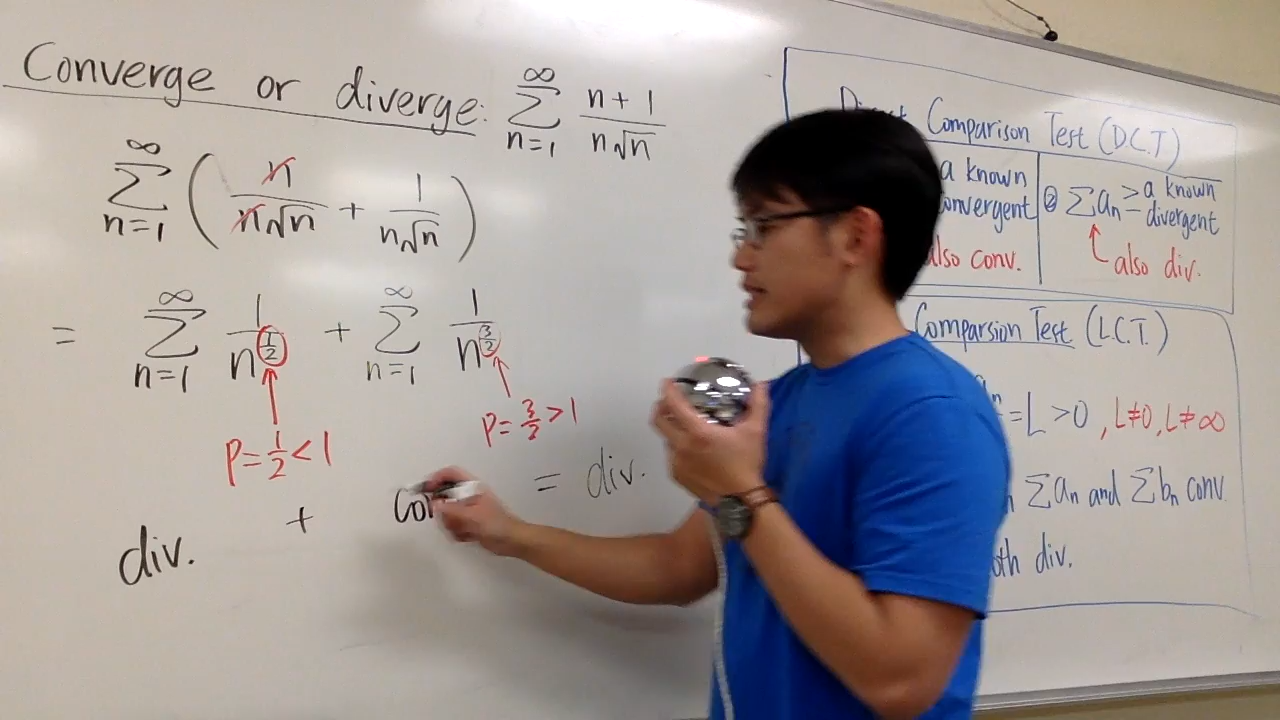 Converge or diverge: ∞∑n=1 (n+1)/(n√n)
∞∑n=1 ( n/(n√n) + 1/(n√n) )
= ∞∑n=1 1/n^(1/2) + ∞∑n=1 1/n^(3/2)
P = 1/2 < 1
P = 3/2 > 1
div. + con = div.
Comparison Test (D.C.T)
a known
convergent
also conv.
② ∑an ≥ a known
divergent
also div.
Comparsion Test (L.C.T.)
= L > 0, L≠0, L≠∞
∑an and ∑bn conv
both div.